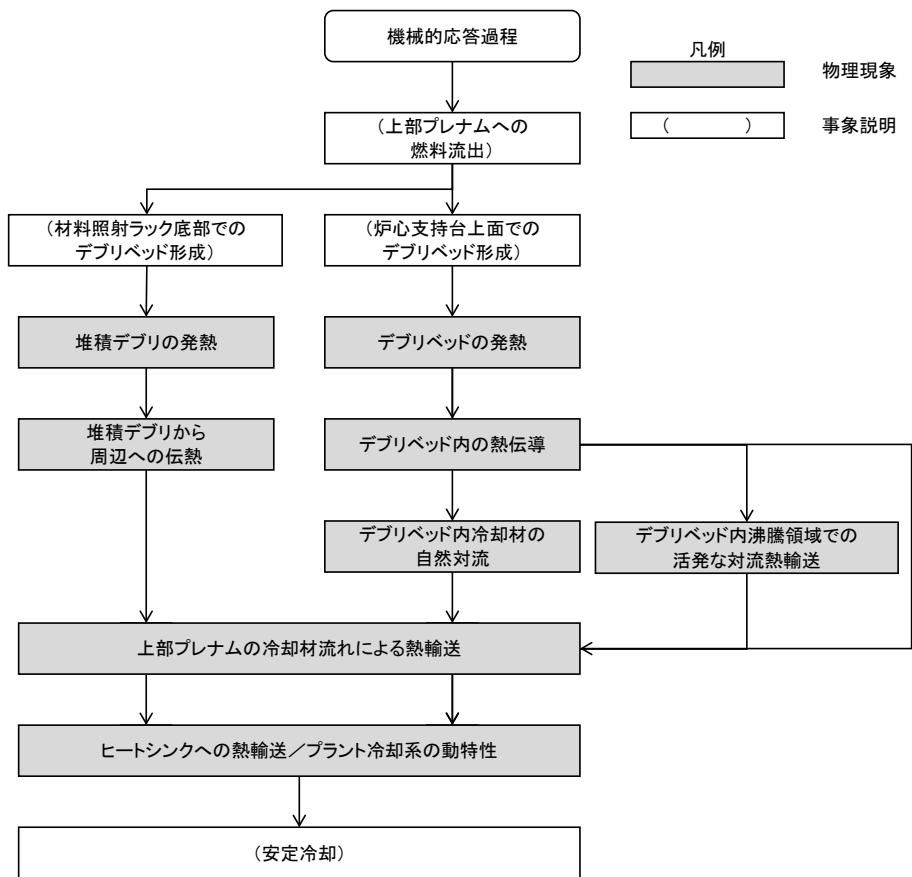 機械的応答過程
凡例
物理現象
( )
事象説明
(上部プレナムへの
燃料流出)
(材料照射ラック底部での
デブリベッド形成)
(炉心支持台上面での
デブリベッド形成)
堆積デブリの発熱
デブリベッドの発熱
堆積デブリから
周辺への伝熱
デブリベッド内の熱伝導
デブリベッド内冷却材の
自然対流
デブリベッド内沸騰領域での
活発な対流熱輸送
上部プレナムの冷却材流れによる熱輸送
ヒートシンクへの熱輸送／プラント冷却系の動特性
(安定冷却)